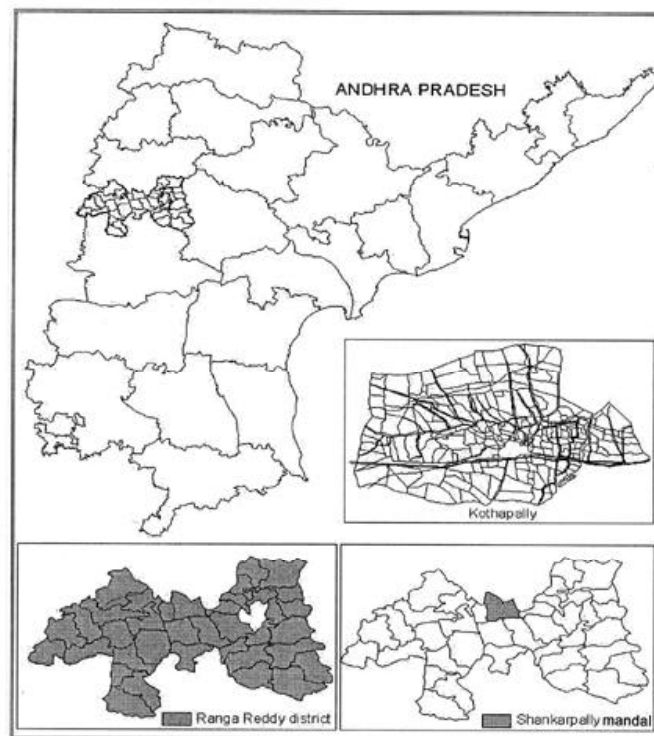 ANDHRA PRADESH
Kothapally
Ranga Reddy district
Shankarpally mandal